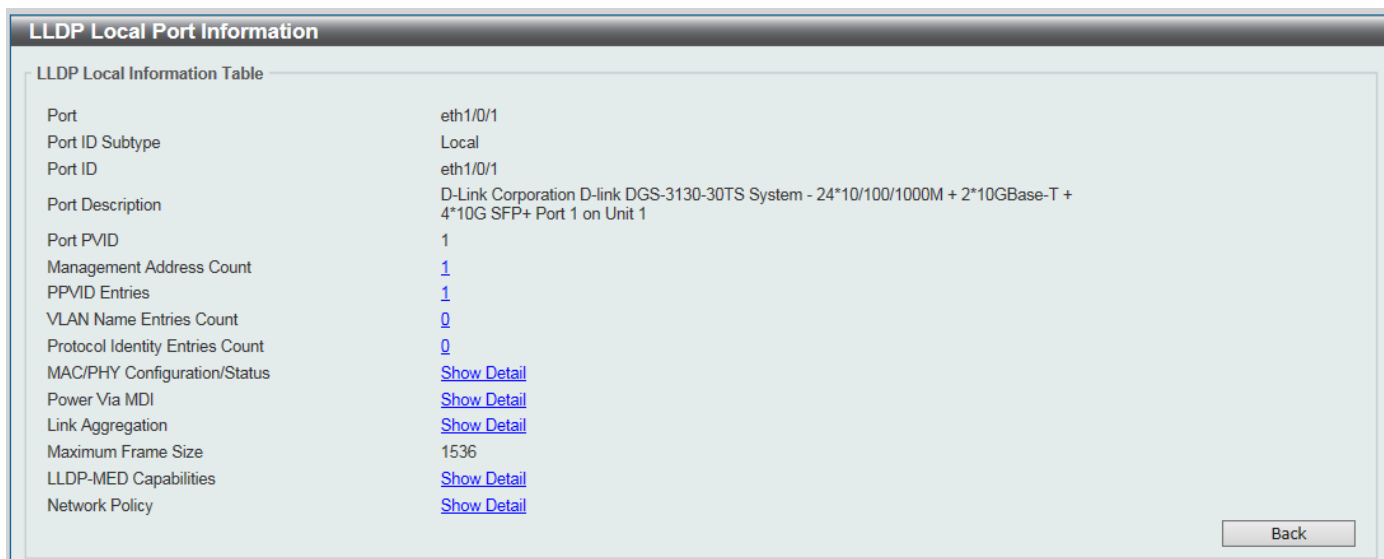 LLDP Local Port Information
LLDP Local Information Table
Port eth1/0/1
Port ID Subtype Local
Port ID eth1/0/1
Port Description D-Link Corporation D-link DGS-3130-30TS System - 24*10/100/1000M + 2*10GBase-T +
4*10G SFP+ Port 1 on Unit 1
Port PVID 1
Management Address Count 1
PPVID Entries 1
VLAN Name Entries Count 0
Protocol Identity Entries Count 0
MAC/PHY Configuration/Status Show Detail
Power Via MDI Show Detail
Link Aggregation Show Detail
Maximum Frame Size 1536
LLDP-MED Capabilities Show Detail
Network Policy Show Detail
Back